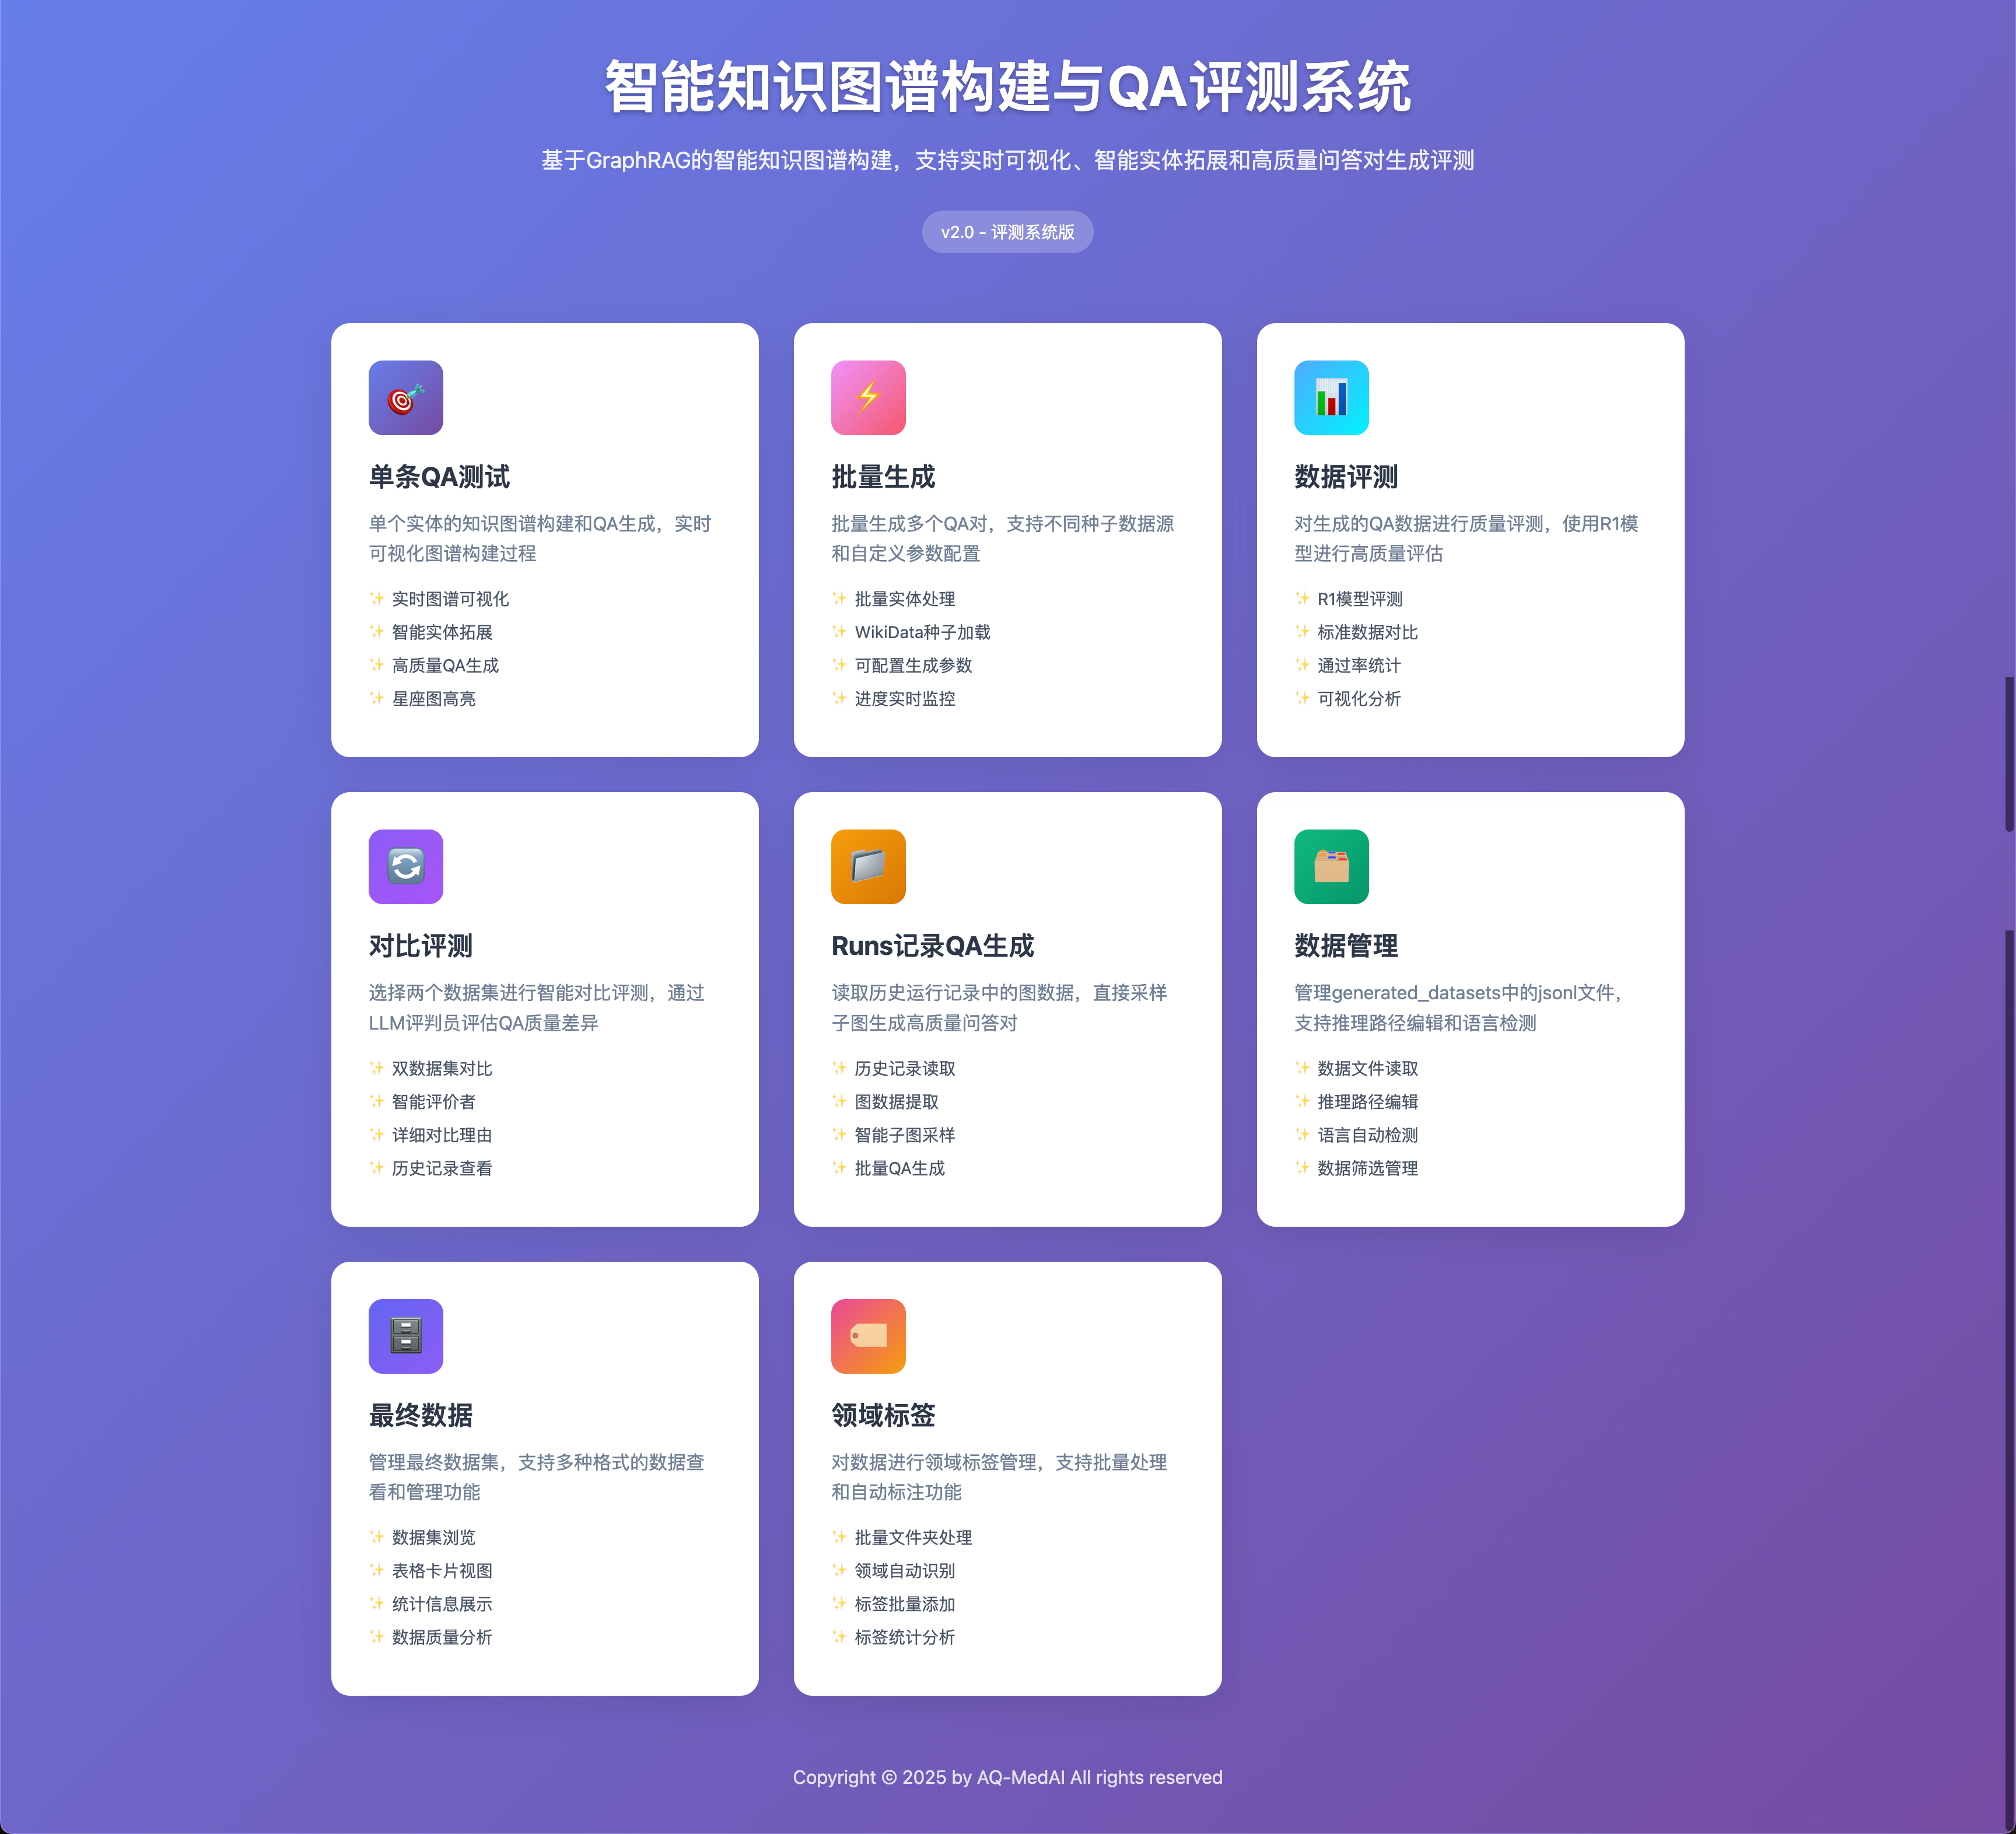 智能知识图谱构建与QA评测系统
基于GraphRAG的智能知识图谱构建，支持实时可视化、智能实体拓展和高质量问答对生成评测
v2.0 - 评测系统版
单条QA测试
单个实体的知识图谱构建和QA生成，实时
可视化图谱构建过程
✨ 实时图谱可视化
✨ 智能实体拓展
✨ 高质量QA生成
✨ 星座图高亮
批量生成
批量生成多个QA对，支持不同种子数据源
和自定义参数配置
✨ 批量实体处理
✨ WikiData种子加载
✨ 可配置生成参数
✨ 进度实时监控
数据评测
对生成的QA数据进行质量评测，使用R1模
型进行高质量评估
✨ R1模型评测
✨ 标准数据对比
✨ 通过率统计
✨ 可视化分析
对比评测
选择两个数据集进行智能对比评测，通过
LLM评判员评估QA质量差异
✨ 双数据集对比
✨ 智能评价者
✨ 详细对比理由
✨ 历史记录查看
Runs记录QA生成
读取历史运行记录中的图数据，直接采样
子图生成高质量问答对
✨ 历史记录读取
✨ 图数据提取
✨ 智能子图采样
✨ 批量QA生成
数据管理
管理generated_datasets中的jsonl文件，
支持推理路径编辑和语言检测
✨ 数据文件读取
✨ 推理路径编辑
✨ 语言自动检测
✨ 数据筛选管理
最终数据
管理最终数据集，支持多种格式的数据查
看和管理功能
✨ 数据集浏览
✨ 表格卡片视图
✨ 统计信息展示
✨ 数据质量分析
领域标签
对数据进行领域标签管理，支持批量处理
和自动标注功能
✨ 批量文件夹处理
✨ 领域自动识别
✨ 标签批量添加
✨ 标签统计分析
Copyright © 2025 by AQ-MedAI All rights reserved